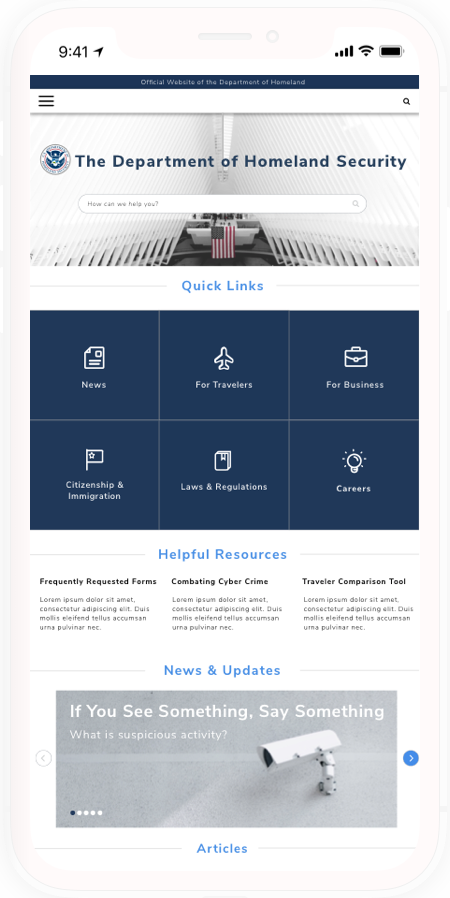 9:41
Official Website of the Department of Homeland
The Department of Homeland Security
How can we help you?
Quick Links
News
For Travelers
For Business
Citizenship &
Immigration
Laws & Regulations
Careers
Helpful Resources
Frequently Requested Forms
Lorem ipsum dolor sit amet,
consectetur adipiscing elit. Duis
mollis eleifend tellus accumsan
urna pulvinar nec.
Combating Cyber Crime
Lorem ipsum dolor sit amet,
consectetur adipiscing elit. Duis
mollis eleifend tellus accumsan
urna pulvinar nec.
Traveler Comparison Tool
Lorem ipsum dolor sit amet,
consectetur adipiscing elit. Duis
mollis eleifend tellus accumsan
urna pulvinar nec.
News & Updates
If You See Something, Say Something
What is suspicious activity?
Articles